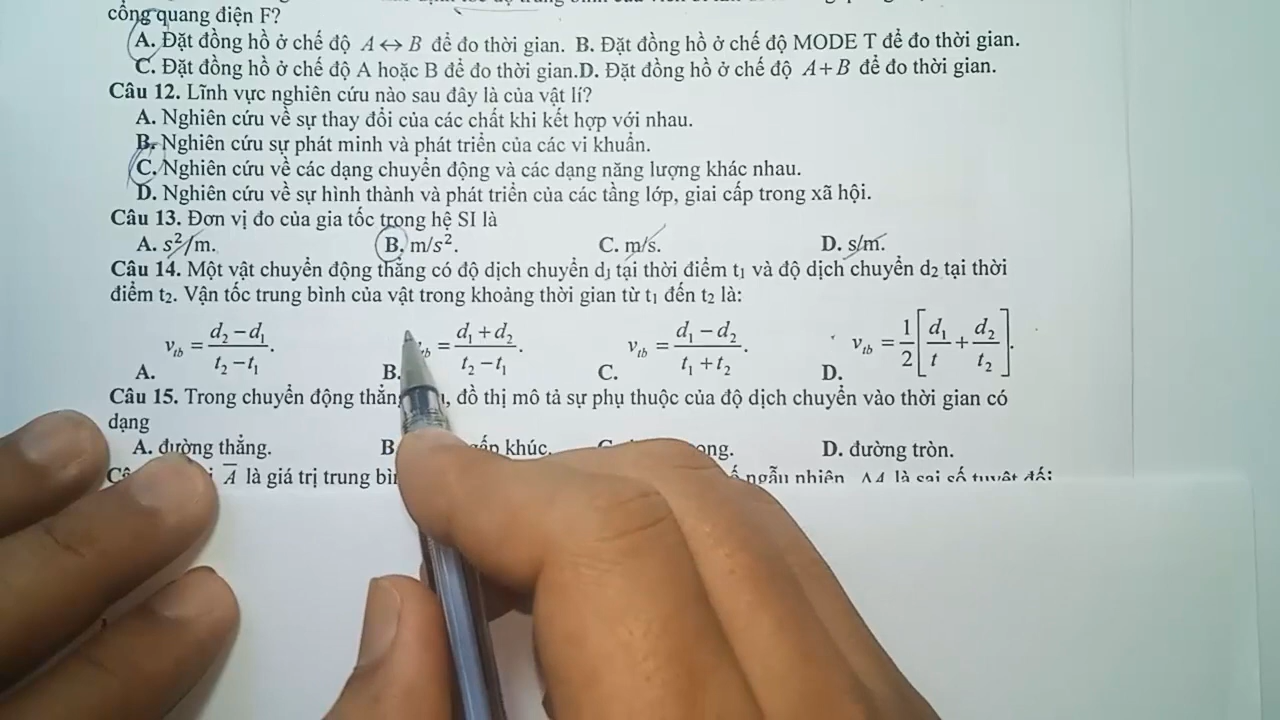 cổng quang điện F?
A. Đặt đồng hồ ở chế độ A ↔ B để đo thời gian. B. Đặt đồng hồ ở chế độ MODE T để đo thời gian.
C. Đặt đồng hồ ở chế độ A hoặc B để đo thời gian.D. Đặt đồng hồ ở chế độ A+B để đo thời gian.
Câu 12. Lĩnh vực nghiên cứu nào sau đây là của vật lí?
A. Nghiên cứu về sự thay đổi của các chất khi kết hợp với nhau.
B. Nghiên cứu sự phát minh và phát triển của các vi khuẩn.
C. Nghiên cứu về các dạng chuyển động và các dạng năng lượng khác nhau.
D. Nghiên cứu về sự hình thành và phát triển của các tầng lớp, giai cấp trong xã hội.
Câu 13. Đơn vị đo của gia tốc trong hệ SI là
A. s²/m. B. m/s². C. m/s. D. s/m.
Câu 14. Một vật chuyển động thẳng có độ dịch chuyển d₁ tại thời điểm t₁ và độ dịch chuyển d₂ tại thời
điểm t₂. Vận tốc trung bình của vật trong khoảng thời gian từ t₁ đến t₂ là:
A. v_tb = (d₂ − d₁)/(t₂ − t₁). B. = (d₁ + d₂)/(t₂ − t₁). C. v_tb = (d₁ − d₂)/(t₁ + t₂). D. v_tb = 1/2[d₁/t + d₂/t₂].
Câu 15. Trong chuyển động thẳng , đồ thị mô tả sự phụ thuộc của độ dịch chuyển vào thời gian có
dạng
A. đường thẳng. B khúc. D. đường tròn.
A̅ là giá trị trung ngẫu nhiên là sai số tuyệt đối